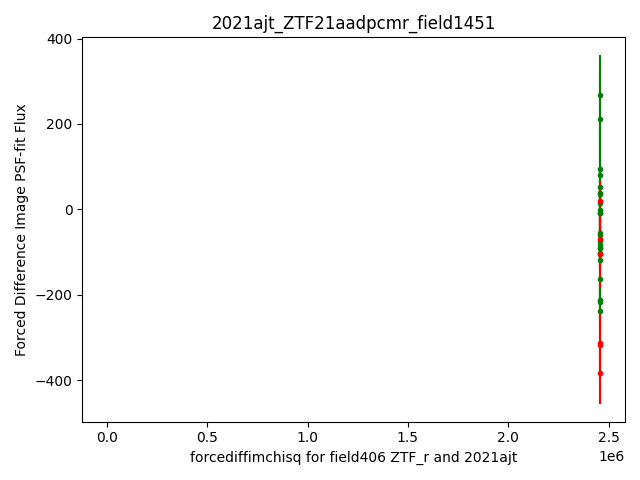 2021ajt_ZTF21aadpcmr_field1451
400
200
0
−200
−400
Forced Difference Image PSF-fit Flux
0.0 0.5 1.0 1.5 2.0 2.5
1e6
forcediffimchisq for field406 ZTF_r and 2021ajt